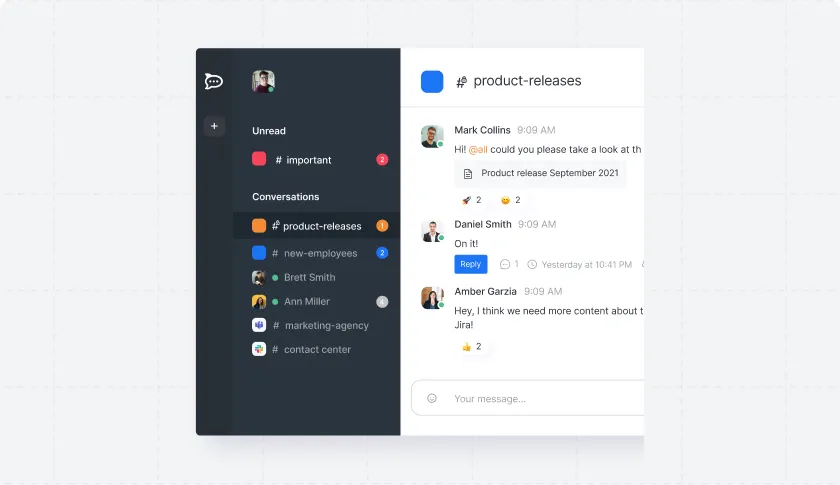 +
Unread
# important 2
Conversations
# product-releases 1
# new-employees 2
Brett Smith
Ann Miller 4
# marketing-agency
# contact center
# product-releases
Mark Collins 9:09 AM
Hi! @all could you please take a look at th
Product release September 2021
🚀 2 😄 2
Daniel Smith 9:09 AM
On it!
Reply 1 Yesterday at 10:41 PM
Amber Garzia 9:09 AM
Hey, I think we need more content about t
Jira!
👍 2
Your message...